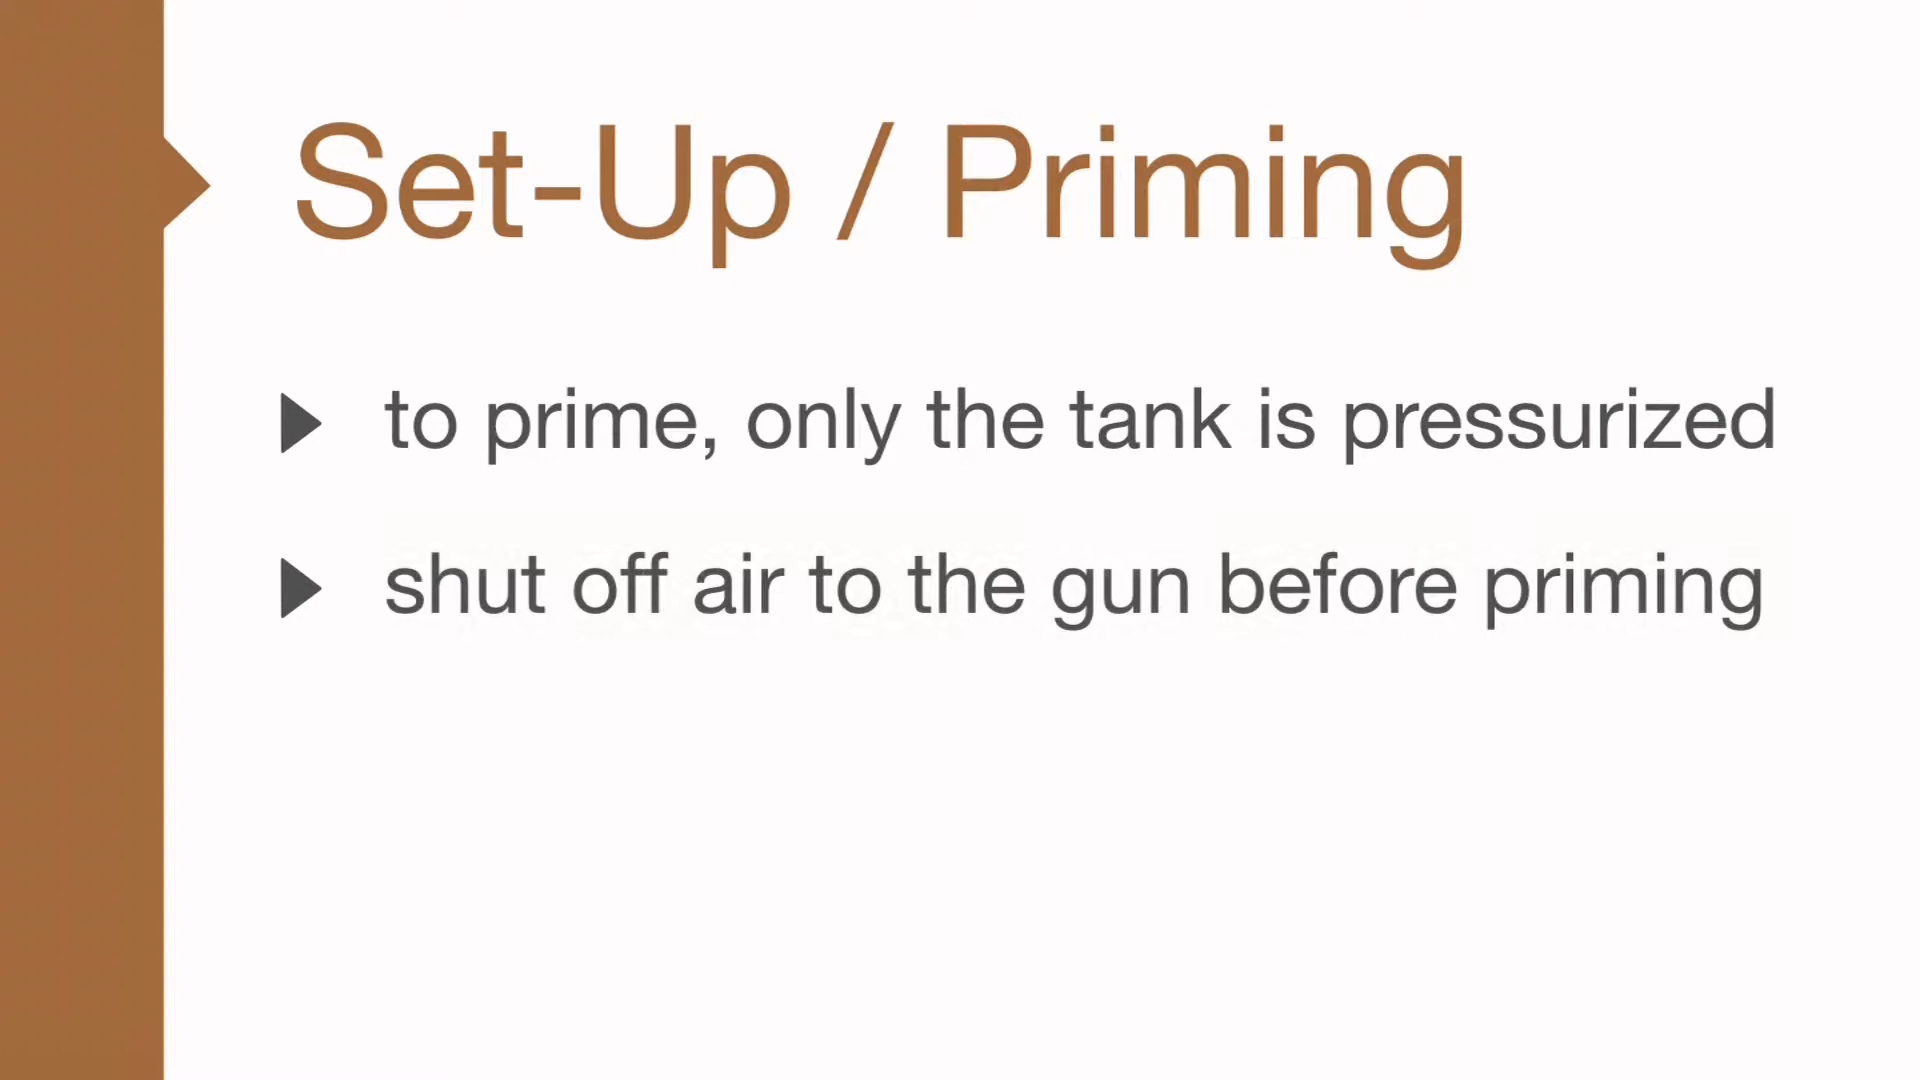 Set-Up / Priming
to prime, only the tank is pressurized
shut off air to the gun before priming